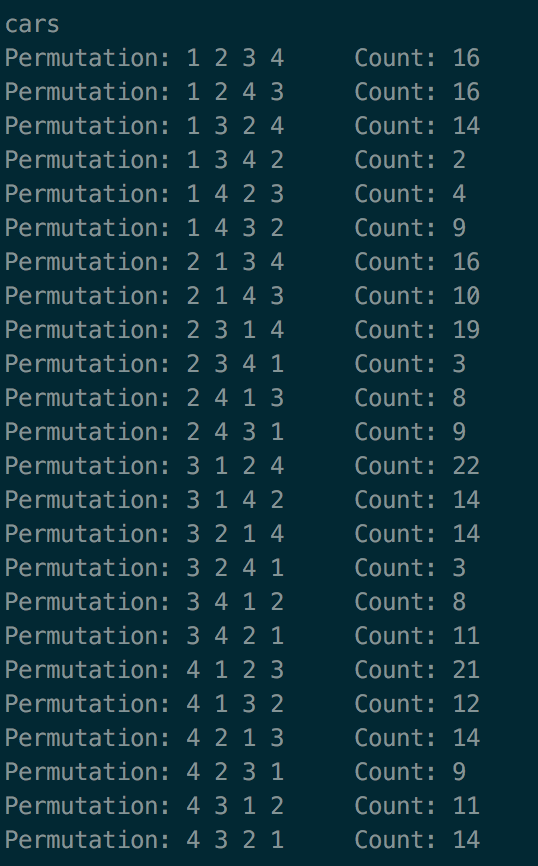 cars
Permutation: 1 2 3 4     Count: 16
Permutation: 1 2 4 3     Count: 16
Permutation: 1 3 2 4     Count: 14
Permutation: 1 3 4 2     Count: 2
Permutation: 1 4 2 3     Count: 4
Permutation: 1 4 3 2     Count: 9
Permutation: 2 1 3 4     Count: 16
Permutation: 2 1 4 3     Count: 10
Permutation: 2 3 1 4     Count: 19
Permutation: 2 3 4 1     Count: 3
Permutation: 2 4 1 3     Count: 8
Permutation: 2 4 3 1     Count: 9
Permutation: 3 1 2 4     Count: 22
Permutation: 3 1 4 2     Count: 14
Permutation: 3 2 1 4     Count: 14
Permutation: 3 2 4 1     Count: 3
Permutation: 3 4 1 2     Count: 8
Permutation: 3 4 2 1     Count: 11
Permutation: 4 1 2 3     Count: 21
Permutation: 4 1 3 2     Count: 12
Permutation: 4 2 1 3     Count: 14
Permutation: 4 2 3 1     Count: 9
Permutation: 4 3 1 2     Count: 11
Permutation: 4 3 2 1     Count: 14